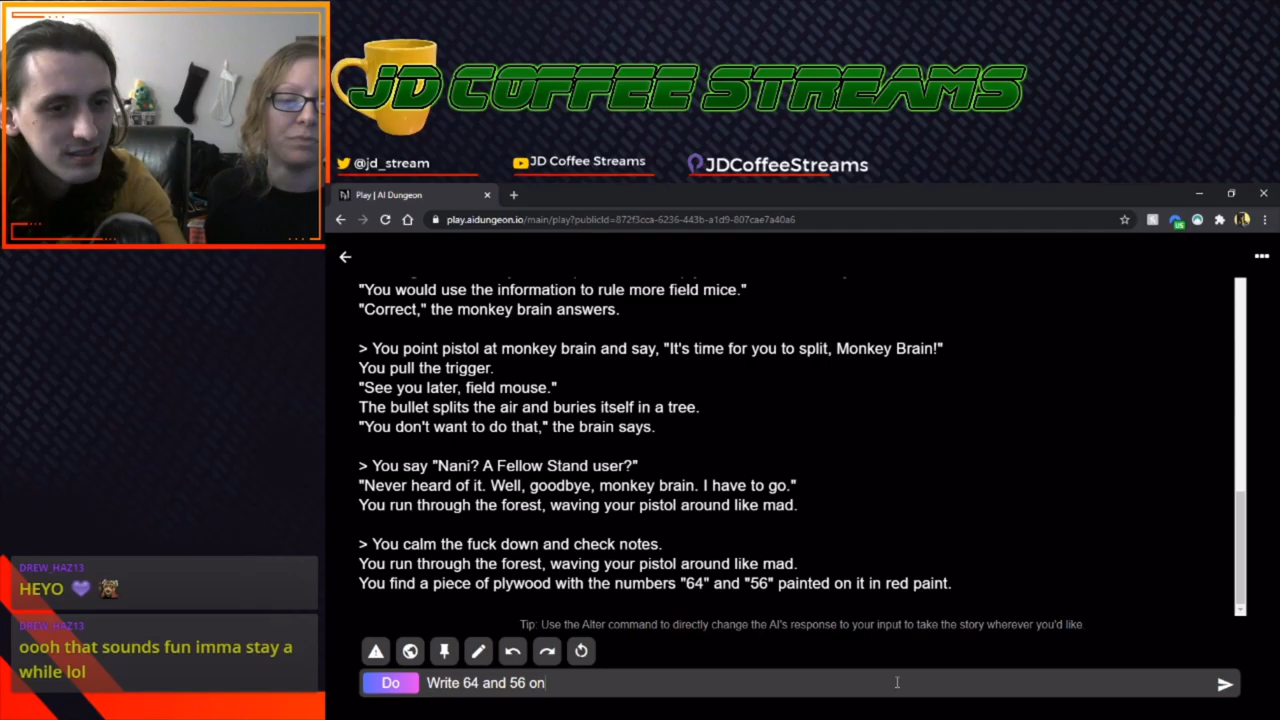 JD COFFEE STREAMS
@jd_stream
JD Coffee Streams
JDCoffeeStreams
Play | AI Dungeon
play.aidungeon.io/main/play?publicId=872f3cca-6236-443b-a1d9-807cae7a40a6
US
"You would use the information to rule more field mice."
"Correct," the monkey brain answers.
> You point pistol at monkey brain and say, "It's time for you to split, Monkey Brain!"
You pull the trigger.
"See you later, field mouse."
The bullet splits the air and buries itself in a tree.
"You don't want to do that," the brain says.
> You say "Nani? A Fellow Stand user?"
"Never heard of it. Well, goodbye, monkey brain. I have to go."
You run through the forest, waving your pistol around like mad.
> You calm the fuck down and check notes.
You run through the forest, waving your pistol around like mad.
You find a piece of plywood with the numbers "64" and "56" painted on it in red paint.
Tip: Use the Alter command to directly change the AI's response to your input to take the story wherever you'd like.
Do
Write 64 and 56 on
DREW_HAZ13
HEYO
DREW_HAZ13
oooh that sounds fun imma stay a
while lol